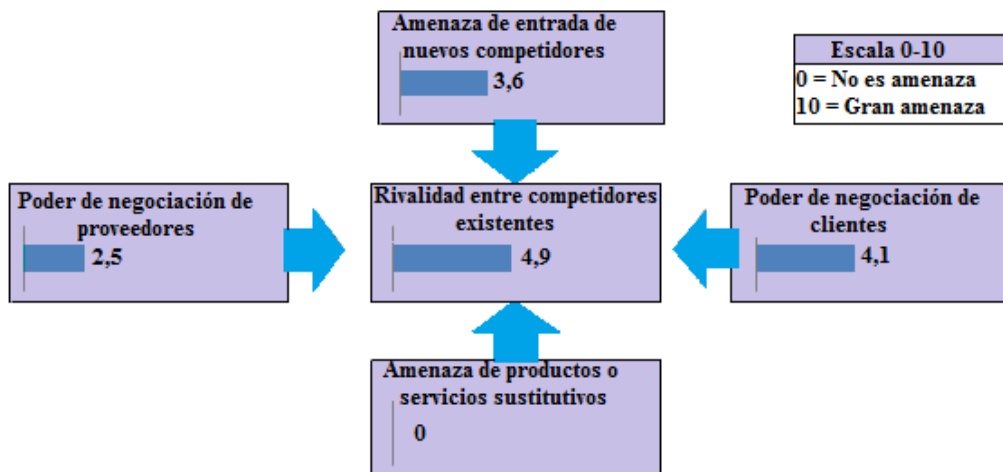 Amenaza de entrada de
nuevos competidores
3,6
Escala 0-10
0 = No es amenaza
10 = Gran amenaza
Poder de negociación de
proveedores
2,5
Rivalidad entre competidores
existentes
4,9
Poder de negociación de
clientes
4,1
Amenaza de productos o
servicios sustitutivos
0